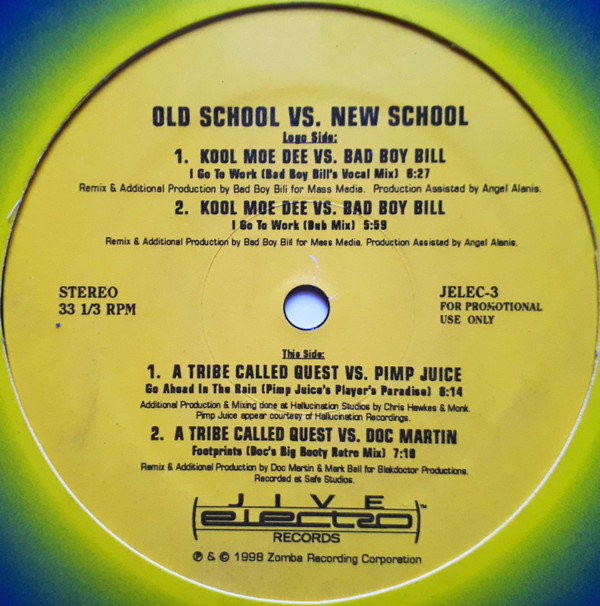 OLD SCHOOL VS. NEW SCHOOL
Logo Side:
1. KOOL MOE DEE VS. BAD BOY BILL
I Go To Work (Bad Boy Bill's Vocal Mix) 6:27
Remix & Additional Production by Bad Boy Bill for Mass Media. Production Assisted by Angel Alanis.
2. KOOL MOE DEE VS. BAD BOY BILL
I Go To Work (Dub Mix) 5:59
Remix & Additional Production by Bad Boy Bill for Mass Media. Production Assisted by Angel Alanis.
STEREO
33 1/3 RPM
JELEC-3
FOR PROMOTIONAL
USE ONLY
This Side:
1. A TRIBE CALLED QUEST VS. PIMP JUICE
Go Ahead In The Rain (Pimp Juice's Player's Paradise) 6:14
Additional Production & Mixing done at Hallucination Studios by Chris Hawkes & Monk.
Pimp Juice appear courtesy of Hallucination Recordings.
2. A TRIBE CALLED QUEST VS. DOC MARTIN
Footprints (Doc's Big Booty Retro Mix) 7:16
Remix & Additional Production by Doc Martin & Mark Bell for Blakdoctor Productions.
Recorded at Safe Studios.
JIVE
electro™
RECORDS
℗ & © 1998 Zomba Recording Corporation